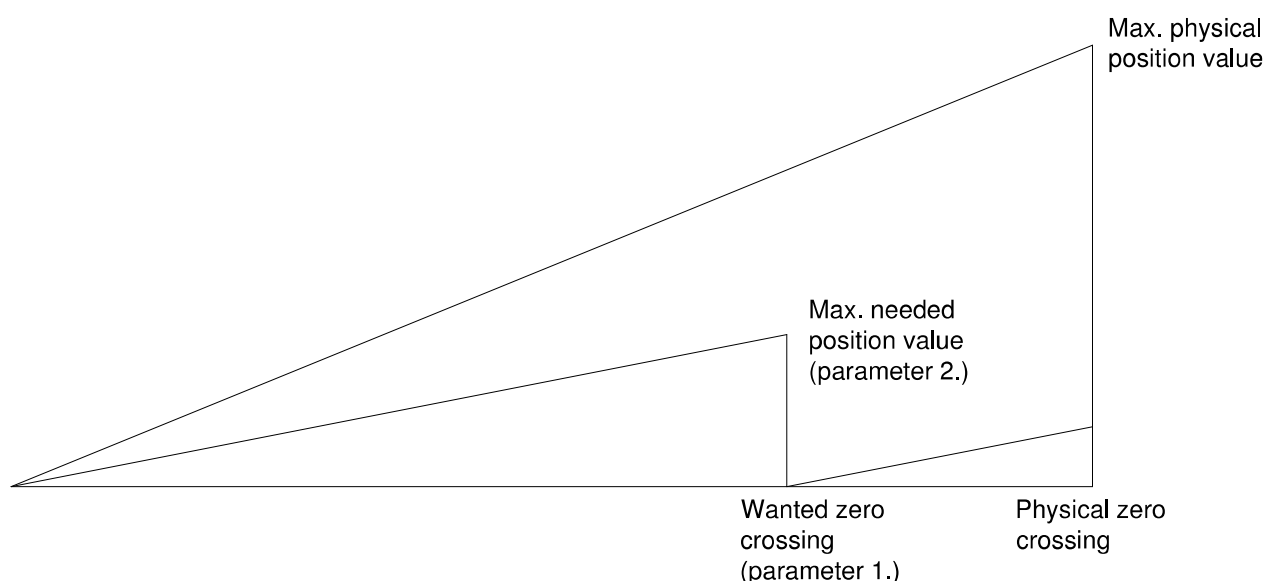 Max. physical
position value
Max. needed
position value
(parameter 2.)
Wanted zero
crossing
(parameter 1.)
Physical zero
crossing